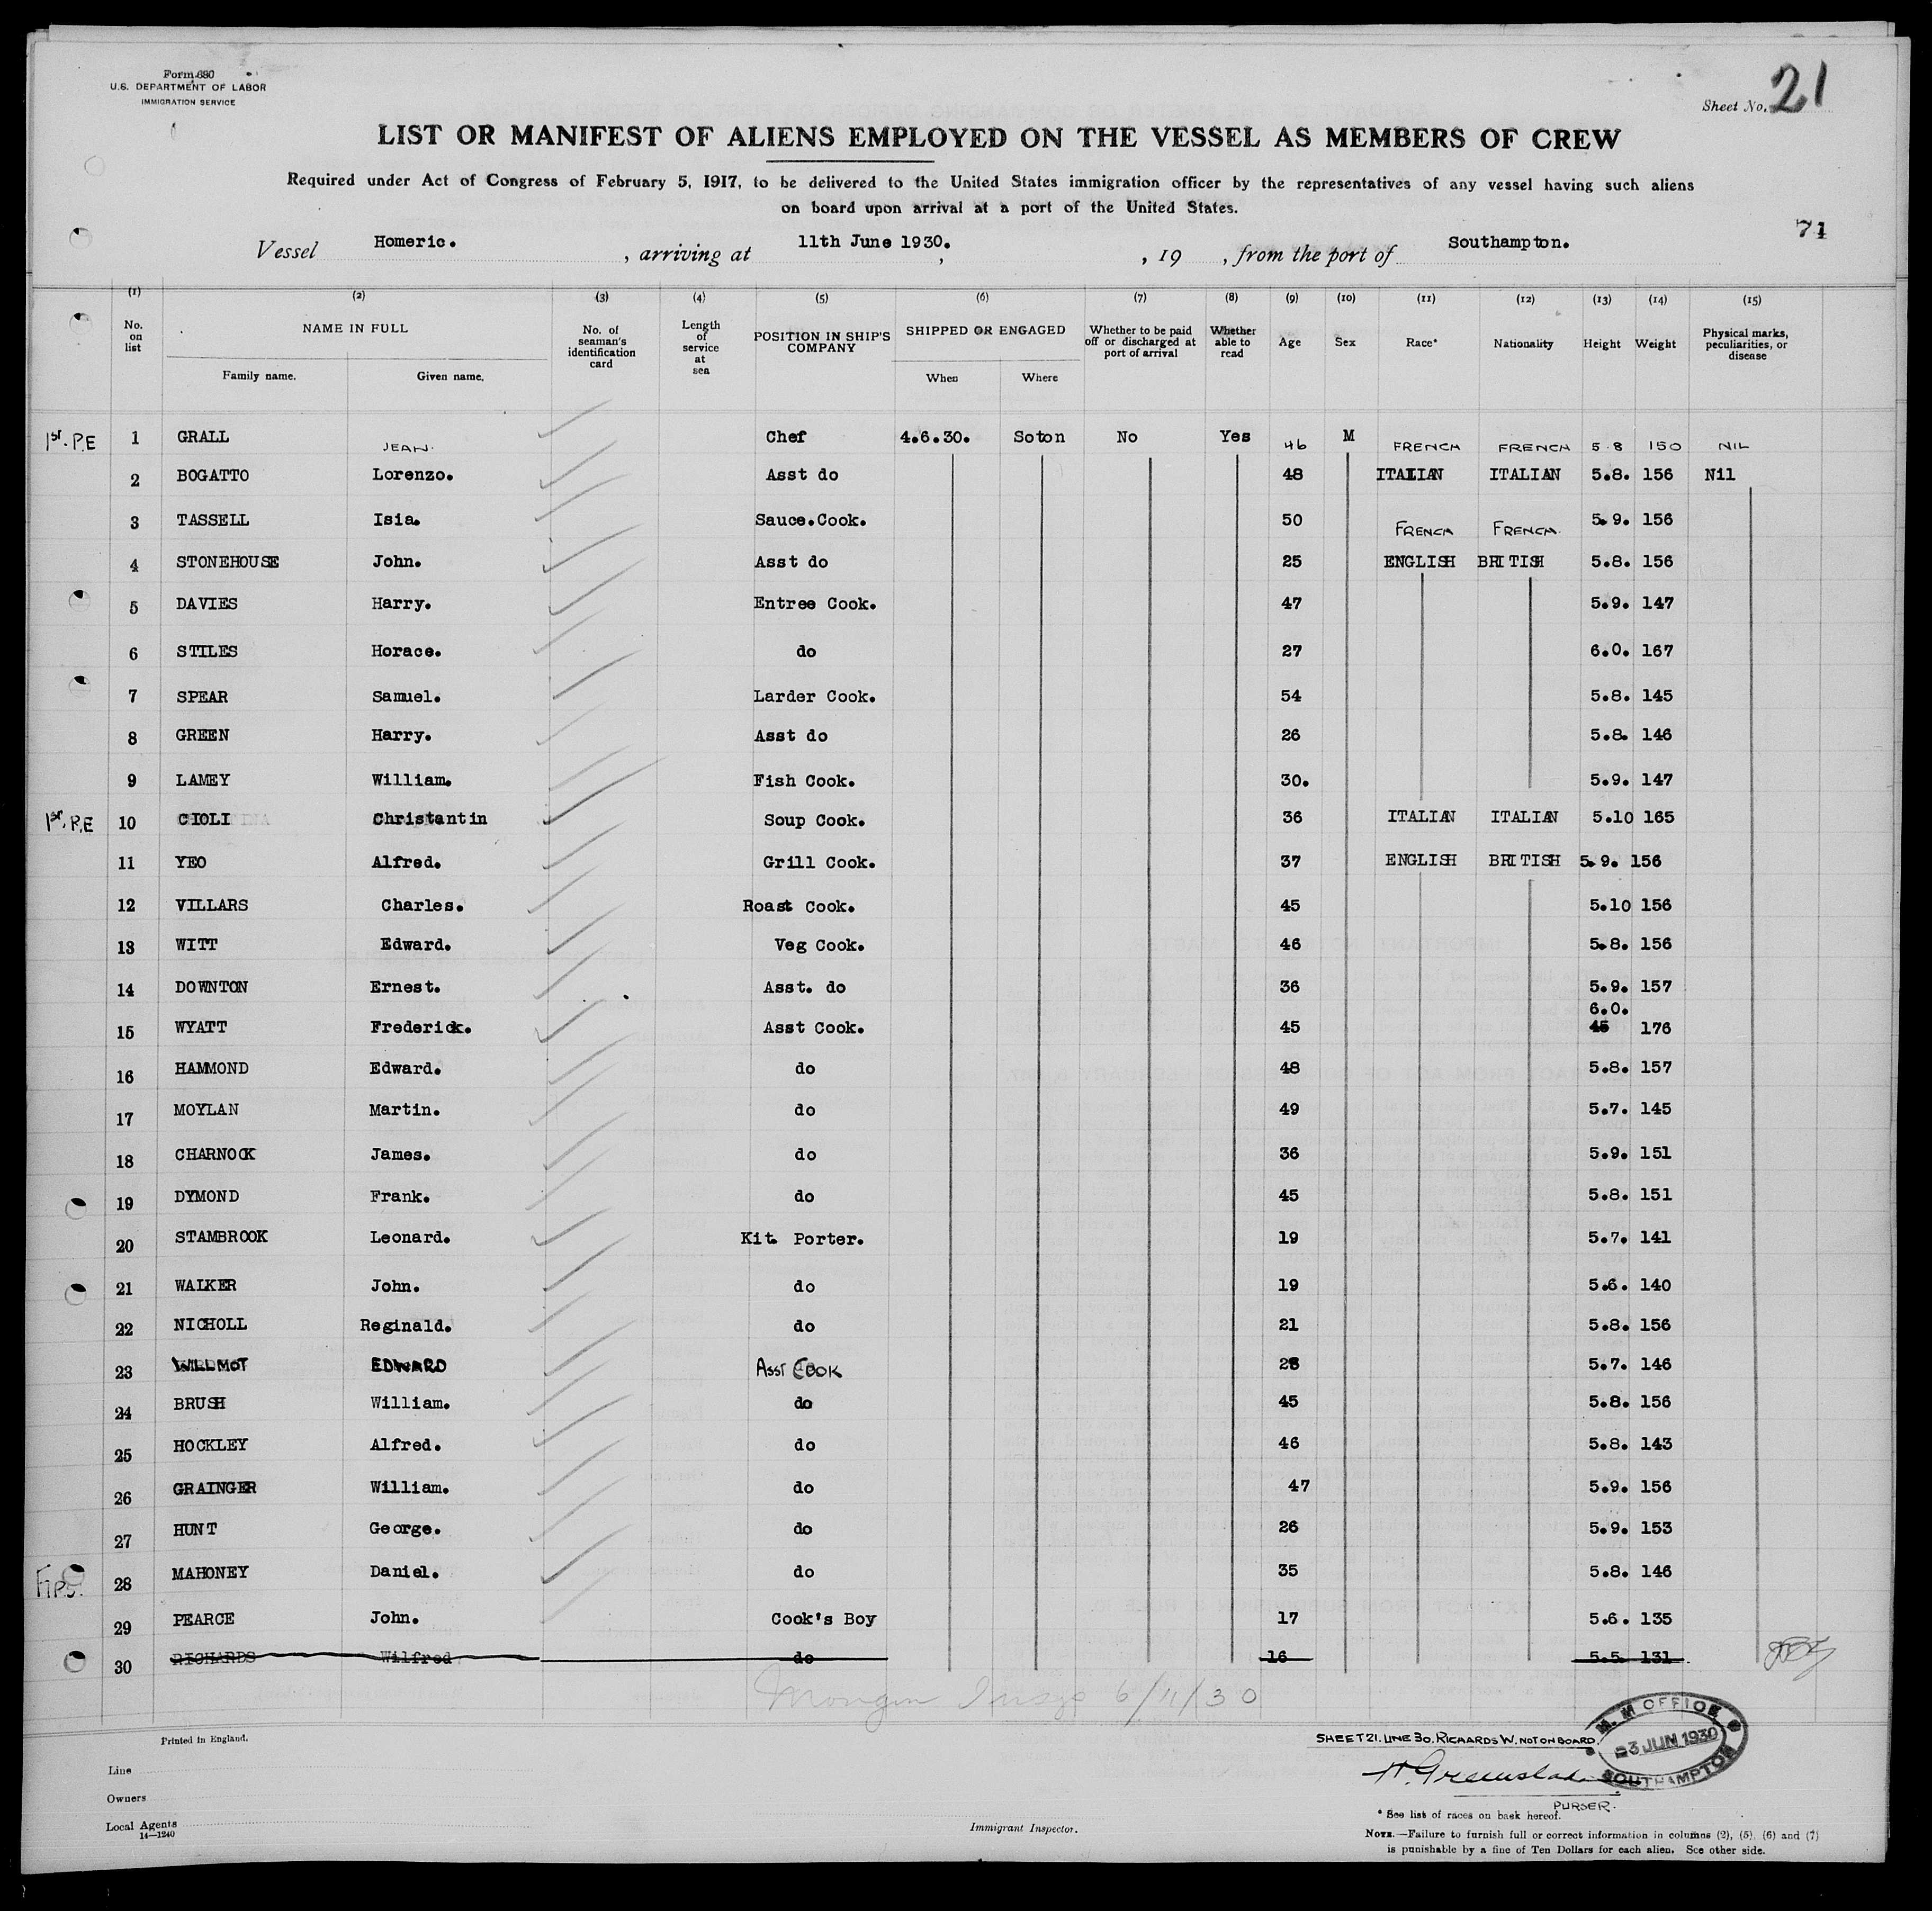 Form 680
U.S. DEPARTMENT OF LABOR
IMMIGRATION SERVICE
Sheet No. 21
LIST OR MANIFEST OF ALIENS EMPLOYED ON THE VESSEL AS MEMBERS OF CREW
Required under Act of Congress of February 5, 1917, to be delivered to the United States immigration officer by the representatives of any vessel having such aliens
on board upon arrival at a port of the United States.
71
Vessel Homeric. , arriving at 11th June 1930. , 19 , from the port of Southampton.
(1) (2) (3) (4) (5) (6) (7) (8) (9) (10) (11) (12) (13) (14) (15)
No. on list NAME IN FULL No. of seaman's identification card Length of service at sea POSITION IN SHIP'S COMPANY SHIPPED OR ENGAGED Whether to be paid off or discharged at port of arrival Whether able to read Age Sex Race* Nationality Height Weight Physical marks, peculiarities, or disease
Family name. Given name. When Where
1st. P.E 1 GRALL JEAN. Chef 4.6.30. Soton No Yes 46 M FRENCH FRENCH 5 8 150 NIL
2 BOGATTO Lorenzo. Asst do 48 ITALIAN ITALIAN 5.8. 156 Nil
3 TASSELL Isia. Sauce.Cook. 50 FRENCH FRENCH. 5.9. 156
4 STONEHOUSE John. Asst do 25 ENGLISH BRITISH 5.8. 156
5 DAVIES Harry. Entree Cook. 47 5.9. 147
6 STILES Horace. do 27 6.0. 167
7 SPEAR Samuel. Larder Cook. 54 5.8. 145
8 GREEN Harry. Asst do 26 5.8. 146
9 LAMEY William. Fish Cook. 30. 5.9. 147
1st. P.E 10 CIOLI Christantin Soup Cook. 36 ITALIAN ITALIAN 5.10 165
11 YEO Alfred. Grill Cook. 37 ENGLISH BRITISH 5.9. 156
12 VILLARS Charles. Roast Cook. 45 5.10 156
13 WITT Edward. Veg Cook. 46 5.8. 156
14 DOWNTON Ernest. Asst. do 36 5.9. 157
15 WYATT Frederick. Asst Cook. 45 6.0. 45 176
16 HAMMOND Edward. do 48 5.8. 157
17 MOYLAN Martin. do 49 5.7. 145
18 CHARNOCK James. do 36 5.9. 151
19 DYMOND Frank. do 45 5.8. 151
20 STAMBROOK Leonard. Kit. Porter. 19 5.7. 141
21 WALKER John. do 19 5.6. 140
22 NICHOLL Reginald. do 21 5.8. 156
23 WILLMOT EDWARD ASST COOK 28 5.7. 146
24 BRUSH William. do 45 5.8. 156
25 HOCKLEY Alfred. do 46 5.8. 143
26 GRAINGER William. do 47 5.9. 156
27 HUNT George. do 26 5.9. 153
28 MAHONEY Daniel. do 35 5.8. 146
29 PEARCE John. Cook's Boy 17 5.6. 135
30 RICHARDS Wilfred do 16 5.5. 131.
6/11/30
Printed in England.
SHEET 21. LINE 30. RICHARDS W. NOT ON BOARD.
M. M OFFICE
3 JUN 1930
SOUTHAMPTON
Line
Owners
PURSER.
Local Agents
14—1240
Immigrant Inspector.
* See list of races on back hereof.
NOTE.—Failure to furnish full or correct information in columns (2), (5), (6) and (7)
is punishable by a fine of Ten Dollars for each alien. See other side.